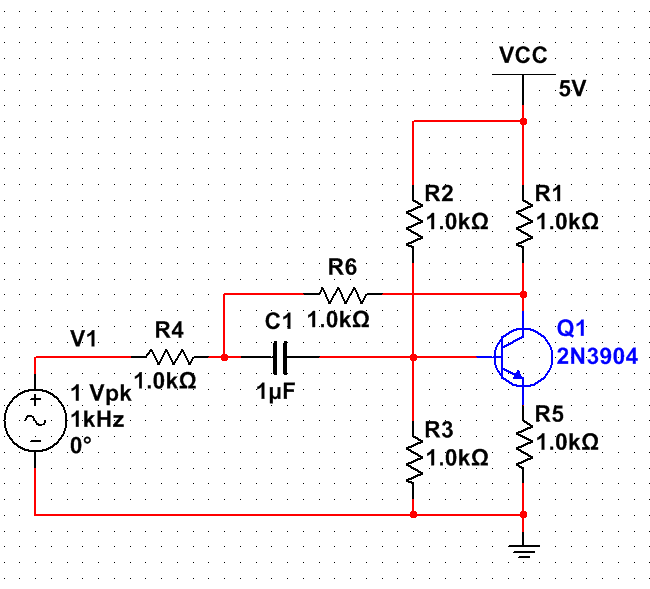 VCC
5V
R2
1.0kΩ
R1
1.0kΩ
R6
1.0kΩ
V1
R4
1.0kΩ
C1
1µF
Q1
2N3904
1 Vpk
1kHz
0°
R3
1.0kΩ
R5
1.0kΩ